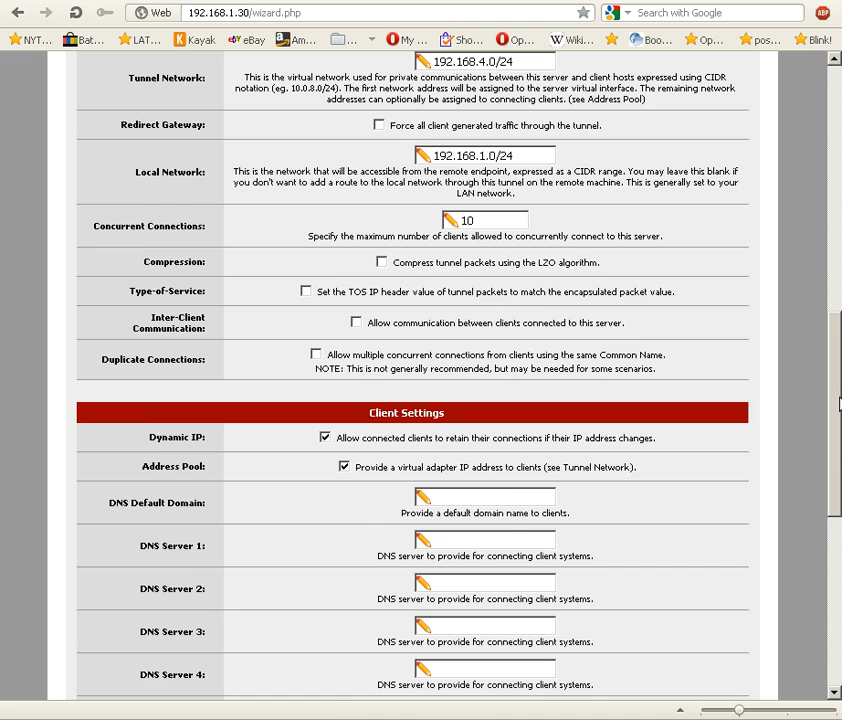 Web
192.168.1.30/wizard.php
Search with Google
ABP
NYT...
Bat...
LAT...
Kayak
eBay
Am...
...
My ...
Sho...
Op...
Wiki...
Boo...
Op...
pos...
Blink!
Tunnel Network:
192.168.4.0/24
This is the virtual network used for private communications between this server and client hosts expressed using CIDR
notation (eg. 10.0.8.0/24). The first network address will be assigned to the server virtual interface. The remaining network
addresses can optionally be assigned to connecting clients. (see Address Pool)
Redirect Gateway:
Force all client generated traffic through the tunnel.
Local Network:
192.168.1.0/24
This is the network that will be accessible from the remote endpoint, expressed as a CIDR range. You may leave this blank if
you don't want to add a route to the local network through this tunnel on the remote machine. This is generally set to your
LAN network.
Concurrent Connections:
10
Specify the maximum number of clients allowed to concurrently connect to this server.
Compression:
Compress tunnel packets using the LZO algorithm.
Type-of-Service:
Set the TOS IP header value of tunnel packets to match the encapsulated packet value.
Inter-Client
Communication:
Allow communication between clients connected to this server.
Duplicate Connections:
Allow multiple concurrent connections from clients using the same Common Name.
NOTE: This is not generally recommended, but may be needed for some scenarios.
Client Settings
Dynamic IP:
Allow connected clients to retain their connections if their IP address changes.
Address Pool:
Provide a virtual adapter IP address to clients (see Tunnel Network).
DNS Default Domain:
Provide a default domain name to clients.
DNS Server 1:
DNS server to provide for connecting client systems.
DNS Server 2:
DNS server to provide for connecting client systems.
DNS Server 3:
DNS server to provide for connecting client systems.
DNS Server 4:
DNS server to provide for connecting client systems.